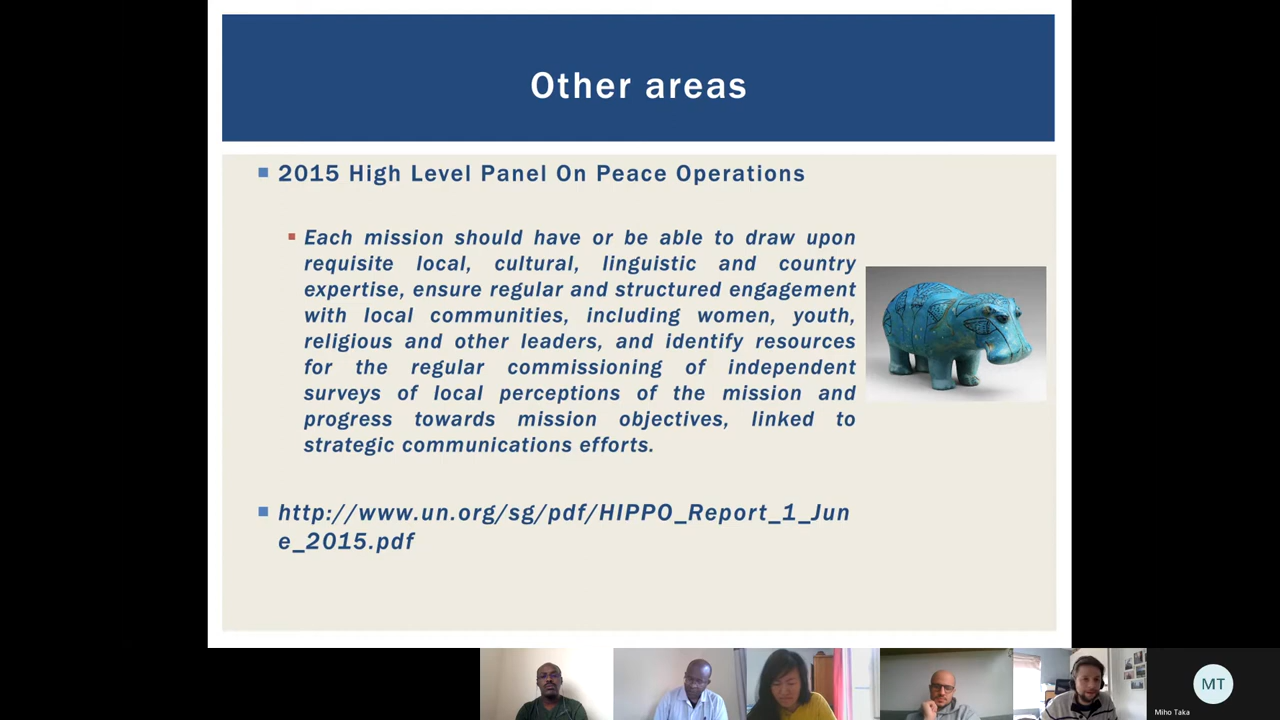 Other areas
2015 High Level Panel On Peace Operations
Each mission should have or be able to draw upon
requisite local, cultural, linguistic and country
expertise, ensure regular and structured engagement
with local communities, including women, youth,
religious and other leaders, and identify resources
for the regular commissioning of independent
surveys of local perceptions of the mission and
progress towards mission objectives, linked to
strategic communications efforts.
http://www.un.org/sg/pdf/HIPPO_Report_1_Jun
e_2015.pdf
MT
Miho Taka